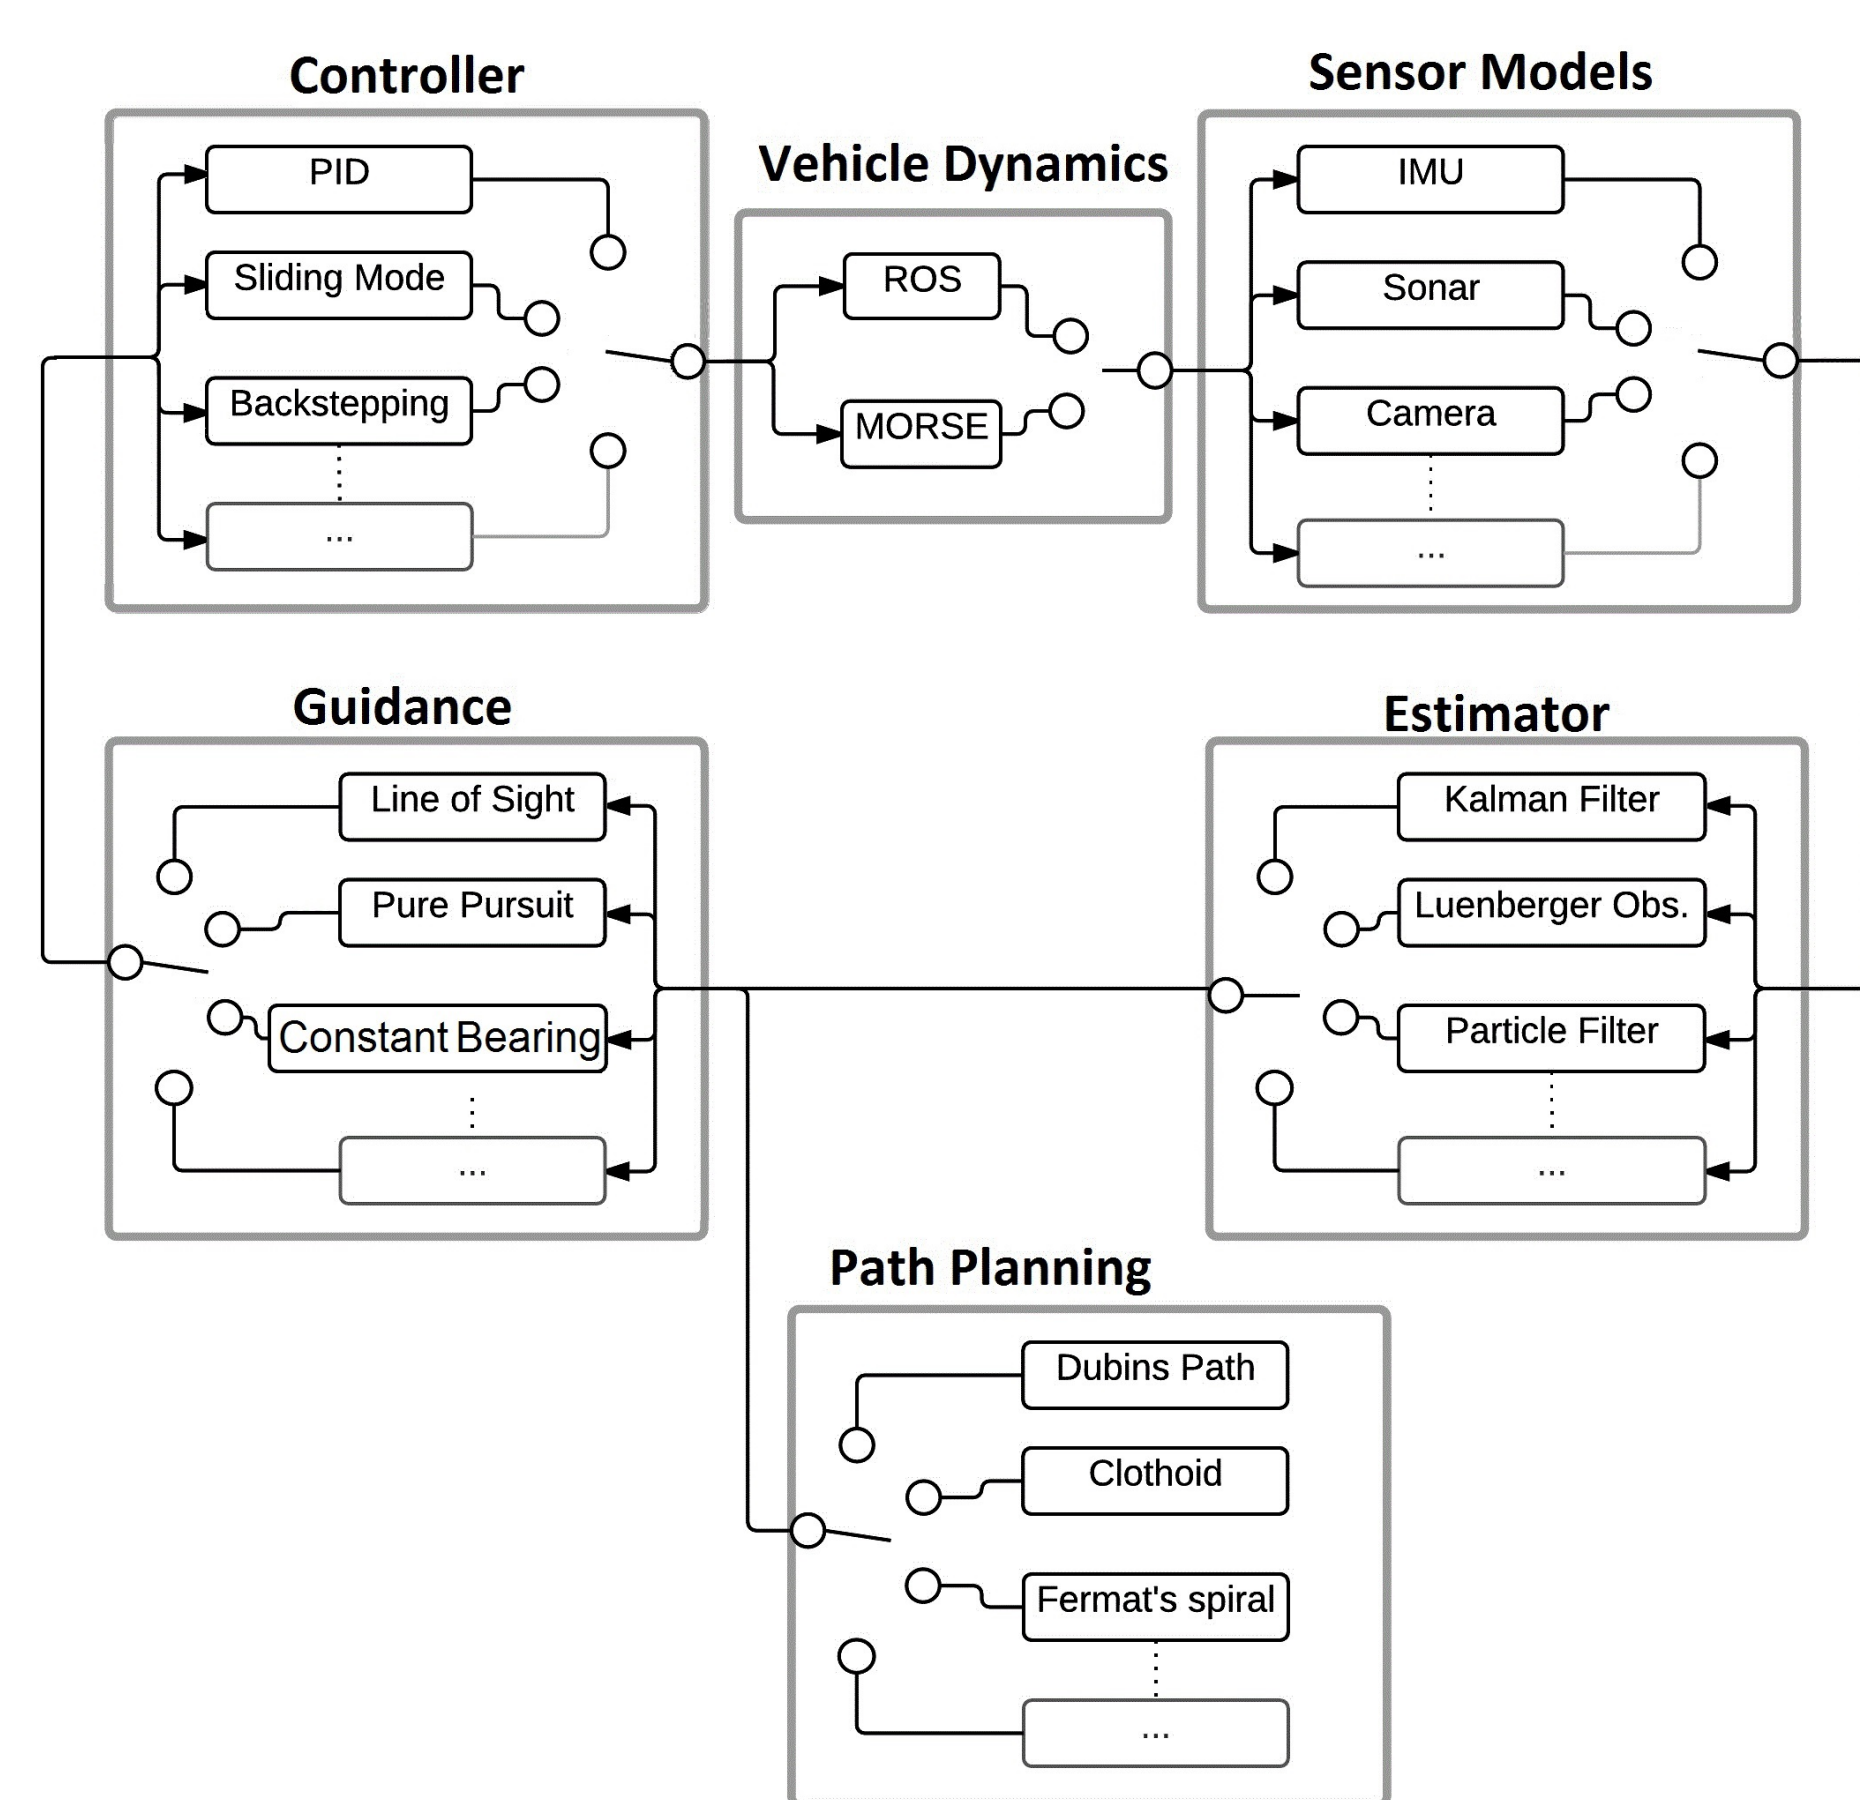 Controller
PID
Sliding Mode
Backstepping
...
Vehicle Dynamics
ROS
MORSE
Sensor Models
IMU
Sonar
Camera
...
Guidance
Line of Sight
Pure Pursuit
Constant Bearing
...
Estimator
Kalman Filter
Luenberger Obs.
Particle Filter
...
Path Planning
Dubins Path
Clothoid
Fermat's spiral
...